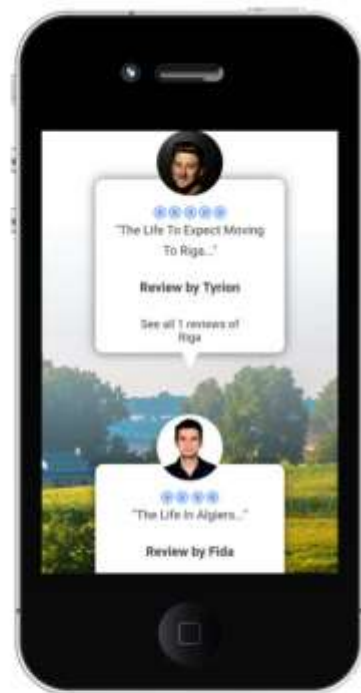 "The Life To Expect Moving
To Riga..."
Review by Tyrion
See all 1 reviews of
Riga
"The Life In Algiers..."
Review by Fida